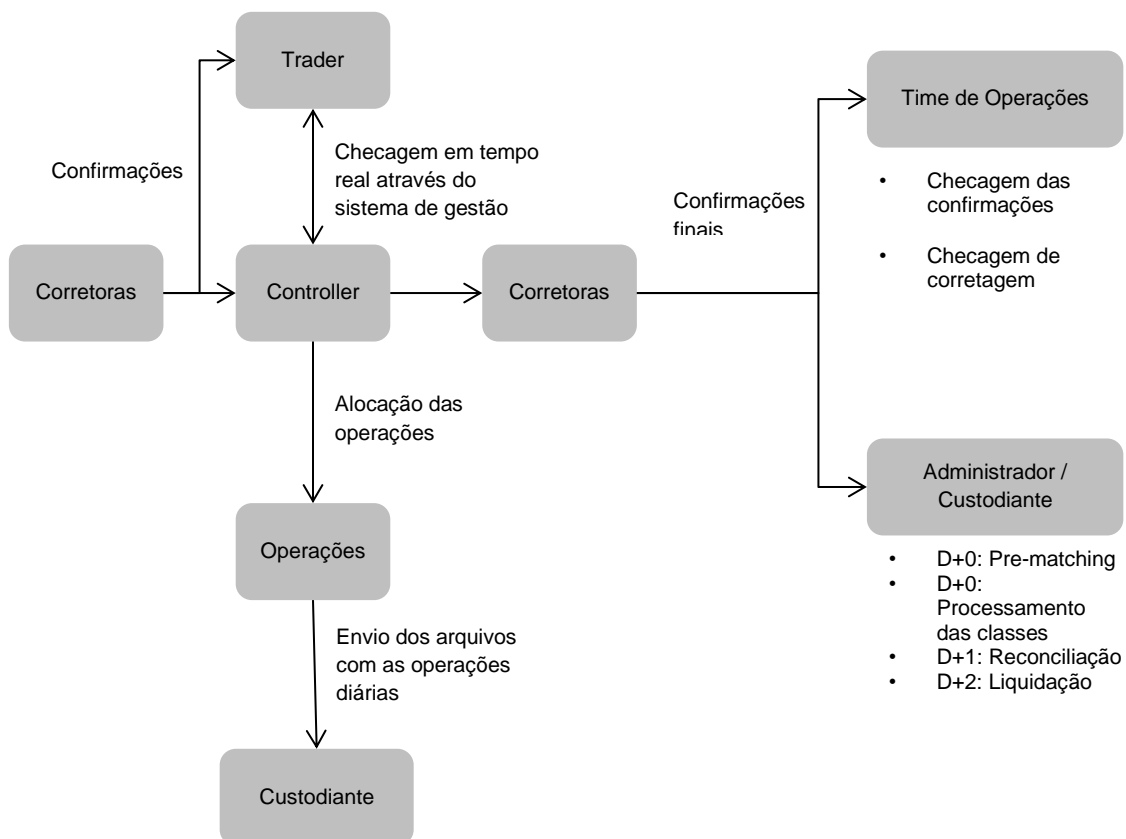 Trader
Time de Operações
Confirmações
Checagem em tempo
real através do
sistema de gestão
Confirmações
finais
• Checagem das
confirmações
• Checagem de
corretagem
Corretoras
Controller
Corretoras
Alocação das
operações
Administrador /
Custodiante
Operações
• D+0: Pre-matching
• D+0:
Processamento
das classes
• D+1: Reconciliação
• D+2: Liquidação
Envio dos arquivos
com as operações
diárias
Custodiante